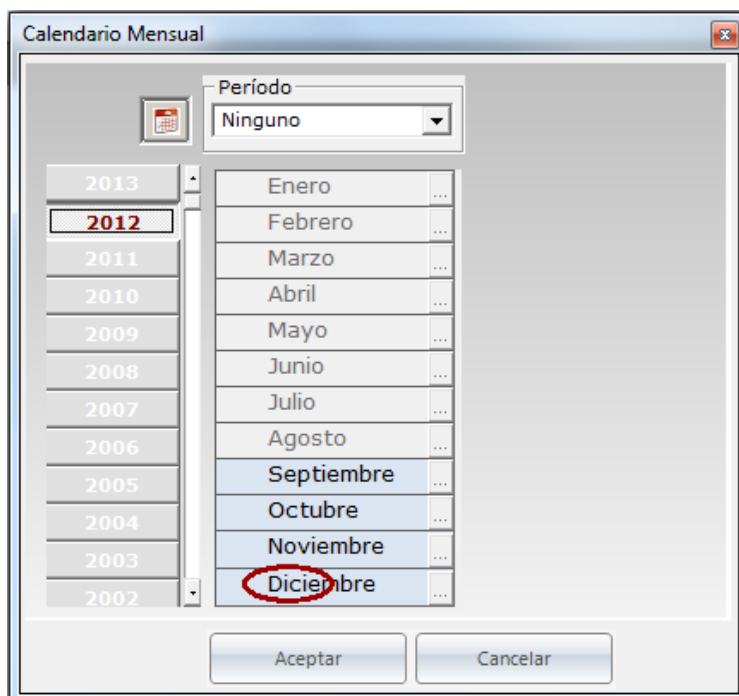 Calendario Mensual
Período
Ninguno
2013
2012
2011
2010
2009
2008
2007
2006
2005
2004
2003
2002
Enero ...
Febrero ...
Marzo ...
Abril ...
Mayo ...
Junio ...
Julio ...
Agosto ...
Septiembre ...
Octubre ...
Noviembre ...
Diciembre ...
Aceptar
Cancelar